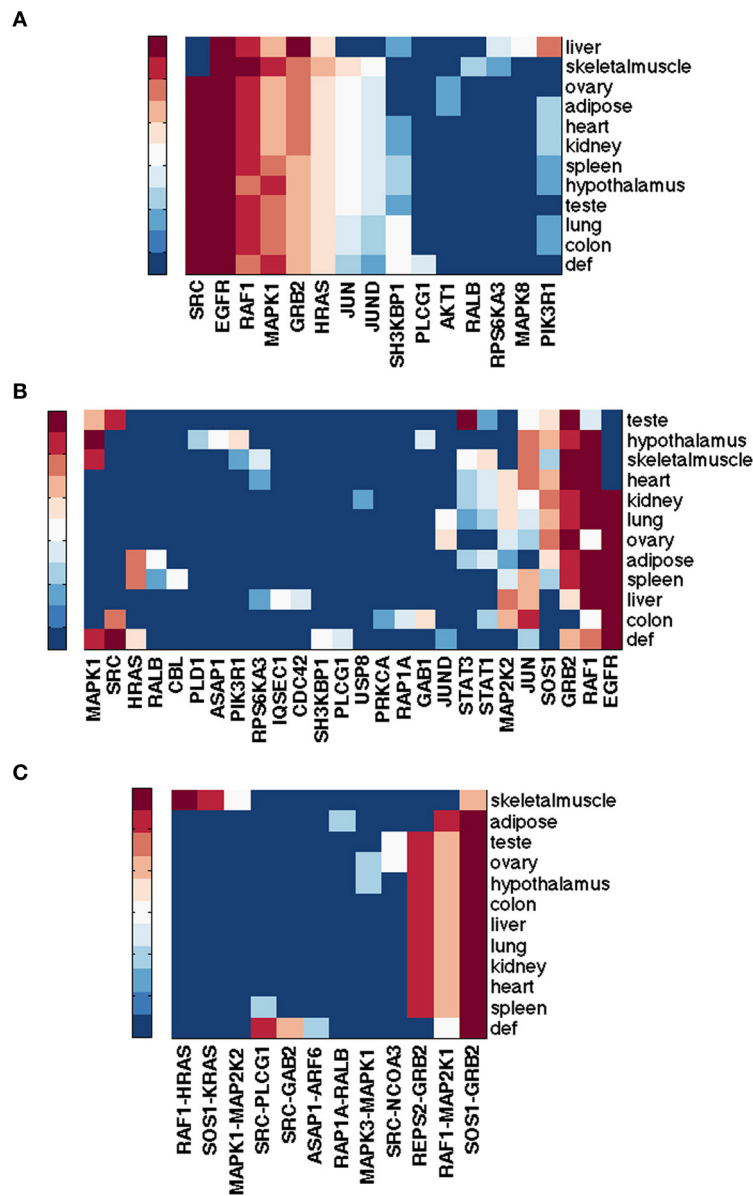 A
liver
skeletalmuscle
ovary
adipose
heart
kidney
spleen
hypothalamus
teste
lung
colon
def
SRC
EGFR
RAF1
MAPK1
GRB2
HRAS
JUN
JUND
SH3KBP1
PLCG1
AKT1
RALB
RPS6KA3
MAPK8
PIK3R1
B
teste
hypothalamus
skeletalmuscle
heart
kidney
lung
ovary
adipose
spleen
liver
colon
def
MAPK1
SRC
HRAS
RALB
CBL
PLD1
ASAP1
PIK3R1
RPS6KA3
IQSEC1
CDC42
SH3KBP1
PLCG1
USP8
PRKCA
RAP1A
GAB1
JUND
STAT3
STAT1
MAP2K2
JUN
SOS1
GRB2
RAF1
EGFR
C
skeletalmuscle
adipose
teste
ovary
hypothalamus
colon
liver
lung
kidney
heart
spleen
def
RAF1-HRAS
SOS1-KRAS
MAPK1-MAP2K2
SRC-PLCG1
SRC-GAB2
ASAP1-ARF6
RAP1A-RALB
MAPK3-MAPK1
SRC-NCOA3
REPS2-GRB2
RAF1-MAP2K1
SOS1-GRB2